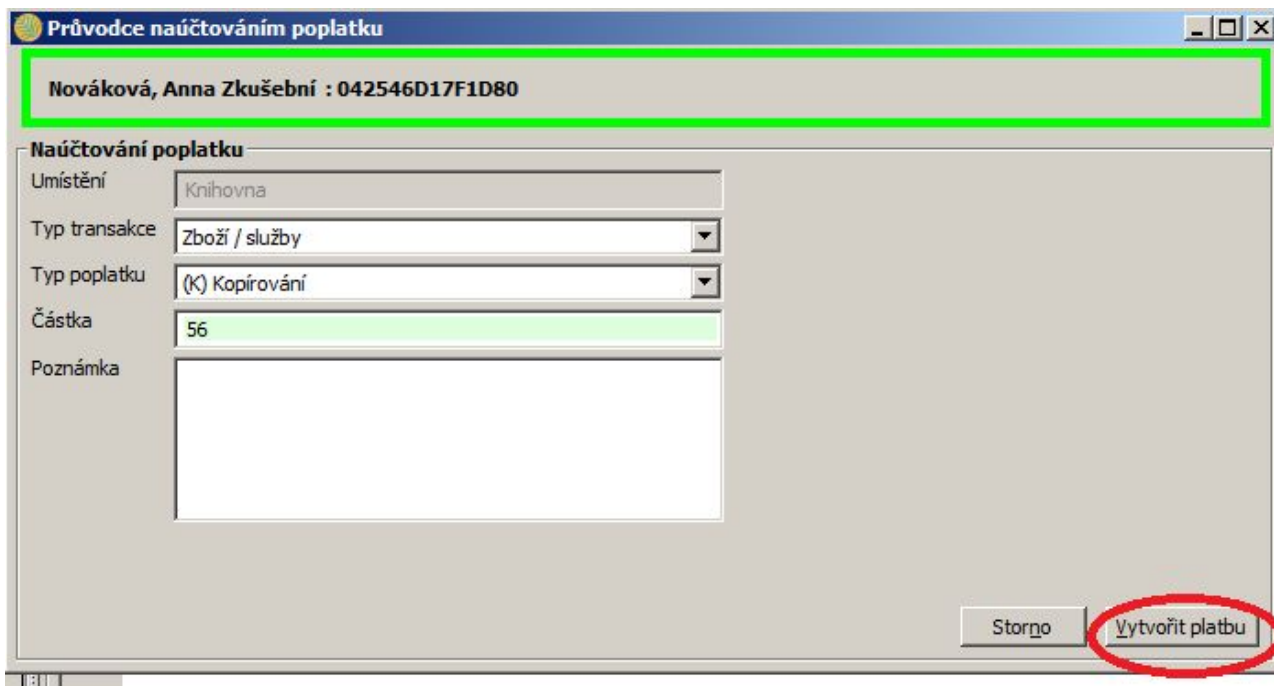 Průvodce naúčtováním poplatku
Nováková, Anna Zkušební : 042546D17F1D80
Naúčtování poplatku
Umístění Knihovna
Typ transakce Zboží / služby
Typ poplatku (K) Kopírování
Částka 56
Poznámka
Storno Vytvořit platbu